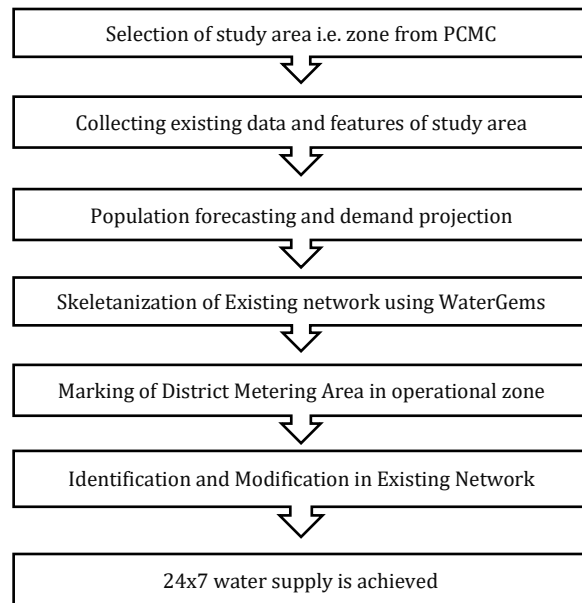 Selection of study area i.e. zone from PCMC
Collecting existing data and features of study area
Population forecasting and demand projection
Skeletanization of Existing network using WaterGems
Marking of District Metering Area in operational zone
Identification and Modification in Existing Network
24x7 water supply is achieved